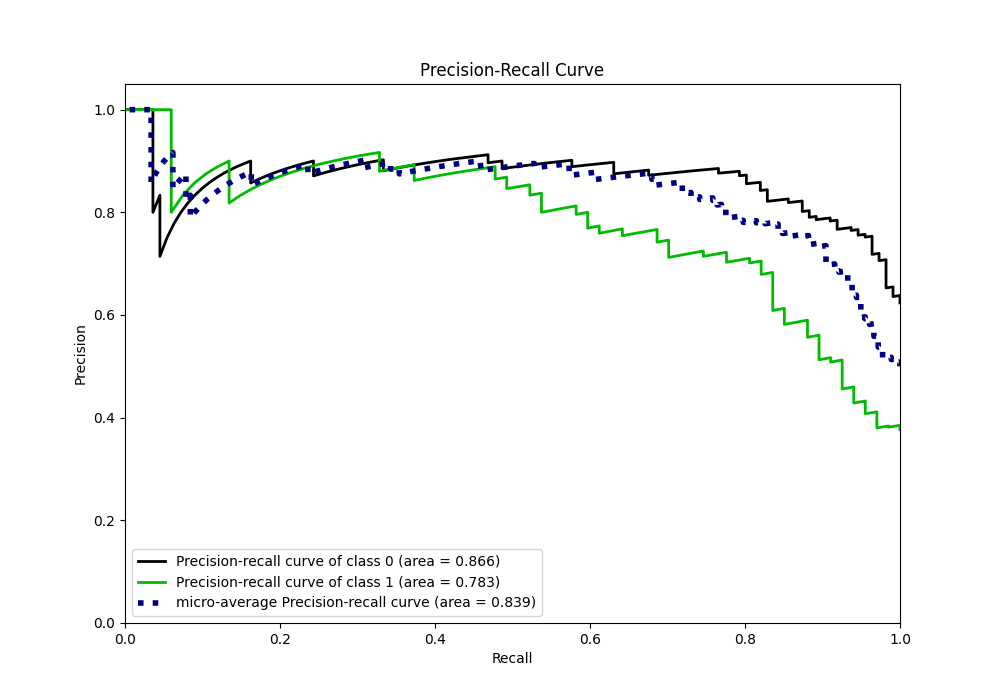 Precision-Recall Curve
1.0
0.8
0.6
0.4
0.2
0.0
Precision
Precision-recall curve of class 0 (area = 0.866)
Precision-recall curve of class 1 (area = 0.783)
micro-average Precision-recall curve (area = 0.839)
0.0 0.2 0.4 0.6 0.8 1.0
Recall